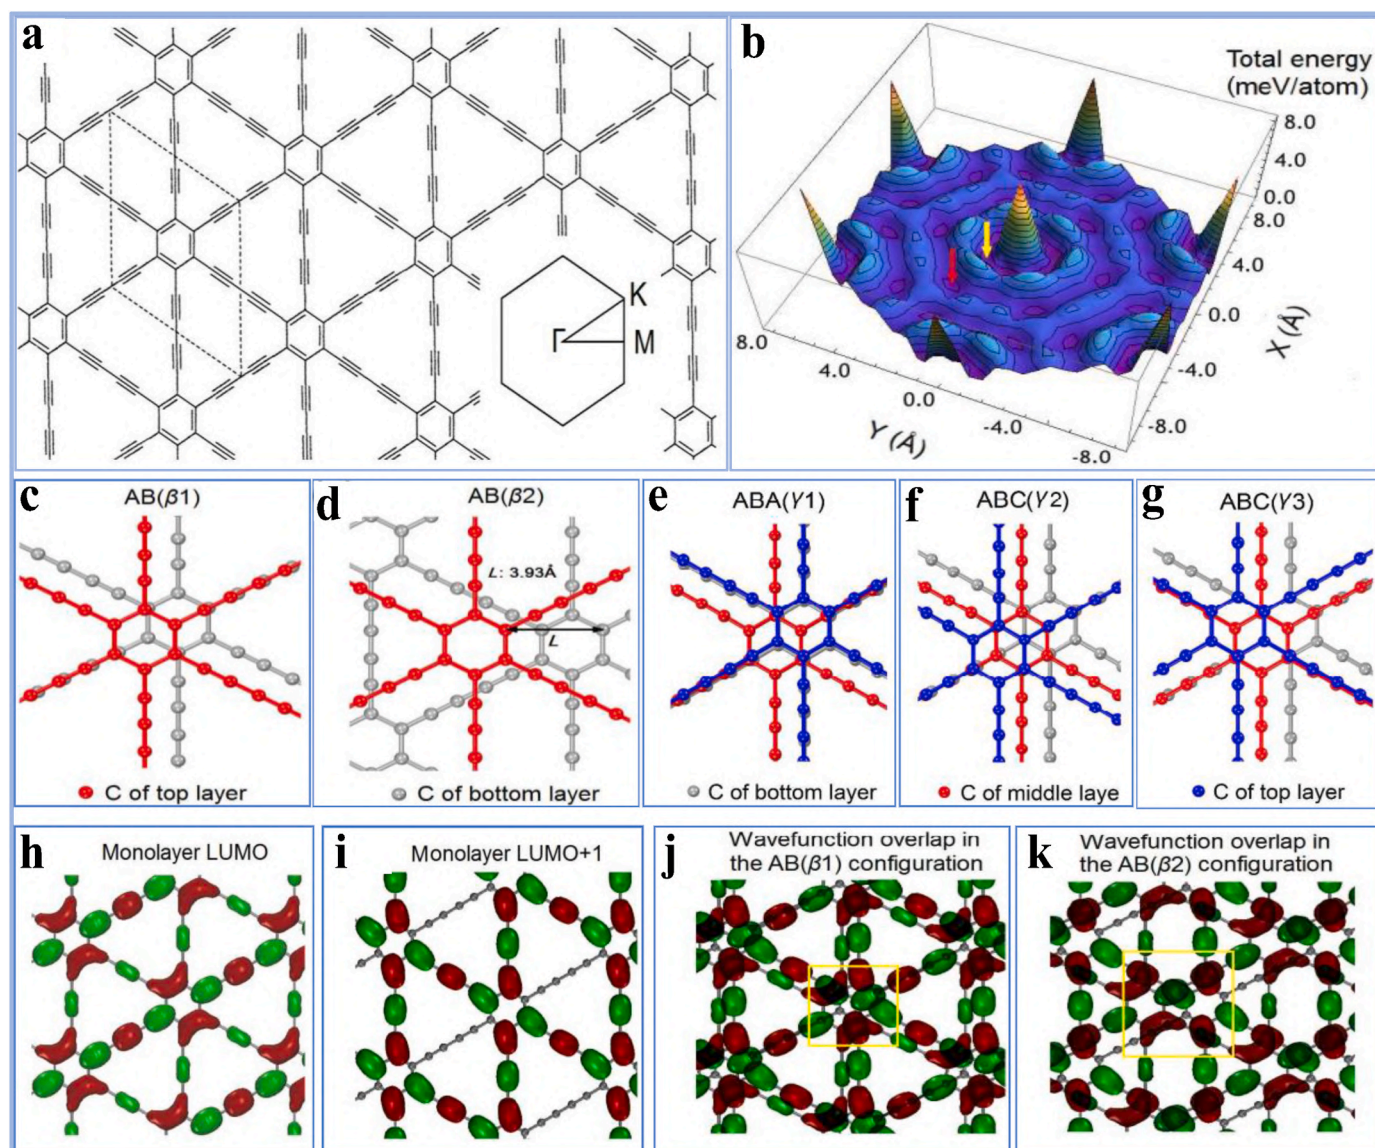 a
K
Γ
M
b
Total energy
(meV/atom)
8.0
4.0
0.0
8.0
4.0
0.0
-4.0
-8.0
X (Å)
8.0
4.0
0.0
-4.0
-8.0
Y (Å)
c
AB(β1)
C of top layer
d
AB(β2)
L: 3.93Å
L
C of bottom layer
e
ABA(γ1)
C of bottom layer
f
ABC(γ2)
C of middle laye
g
ABC(γ3)
C of top layer
h
Monolayer LUMO
i
Monolayer LUMO+1
j
Wavefunction overlap in
the AB(β1) configuration
k
Wavefunction overlap in
the AB(β2) configuration